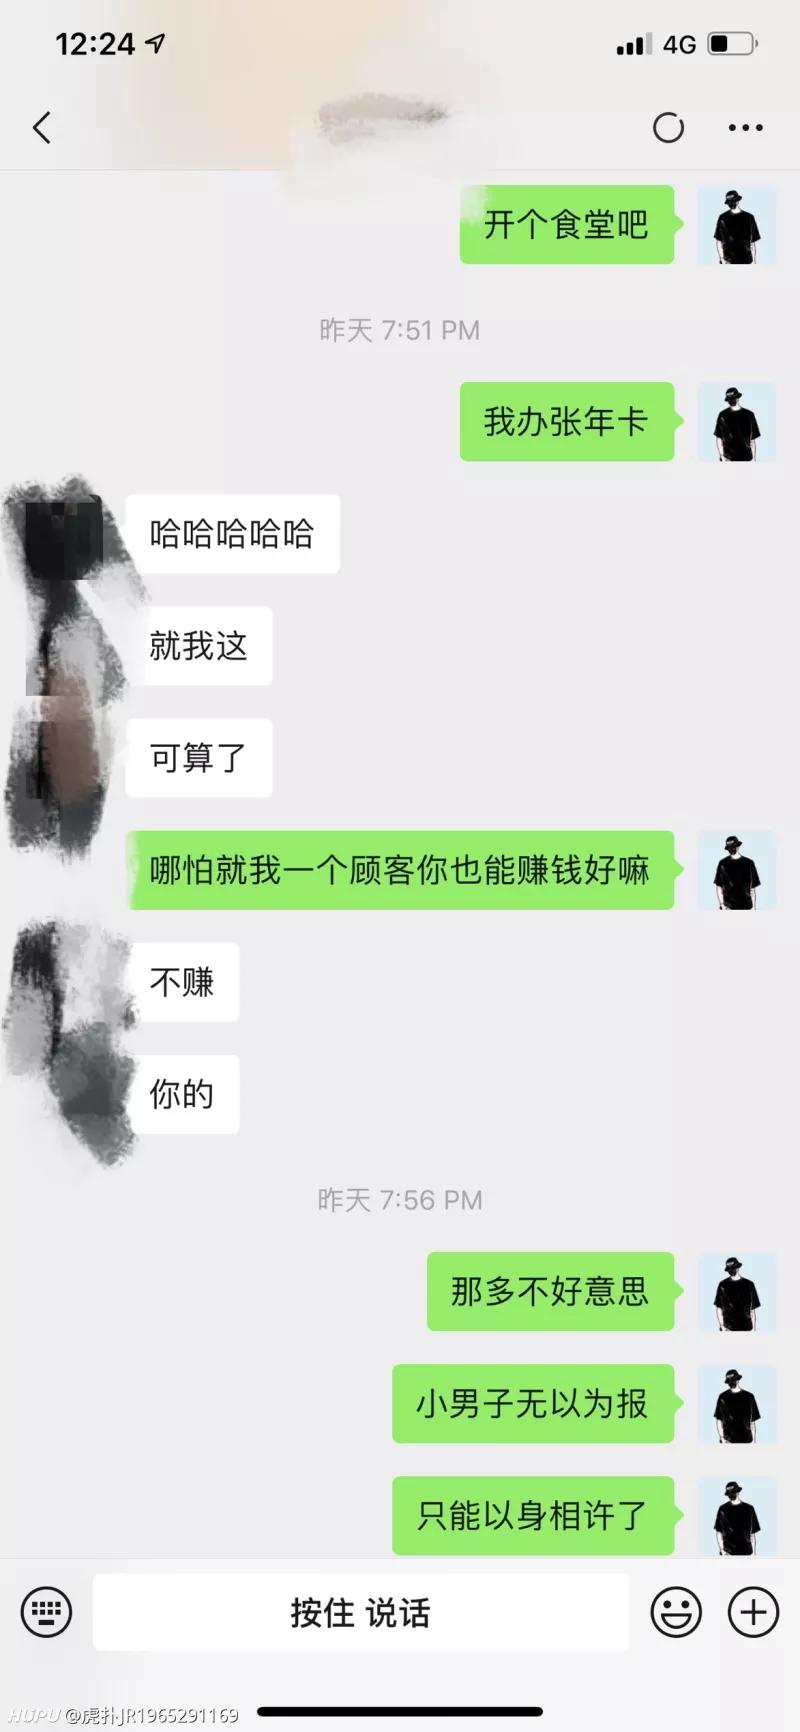 12:24
4G
开个食堂吧
昨天 7:51 PM
我办张年卡
哈哈哈哈哈
就我这
可算了
哪怕就我一个顾客你也能赚钱好嘛
不赚
你的
昨天 7:56 PM
那多不好意思
小男子无以为报
只能以身相许了
按住 说话
HUPU @虎扑JR1965291169